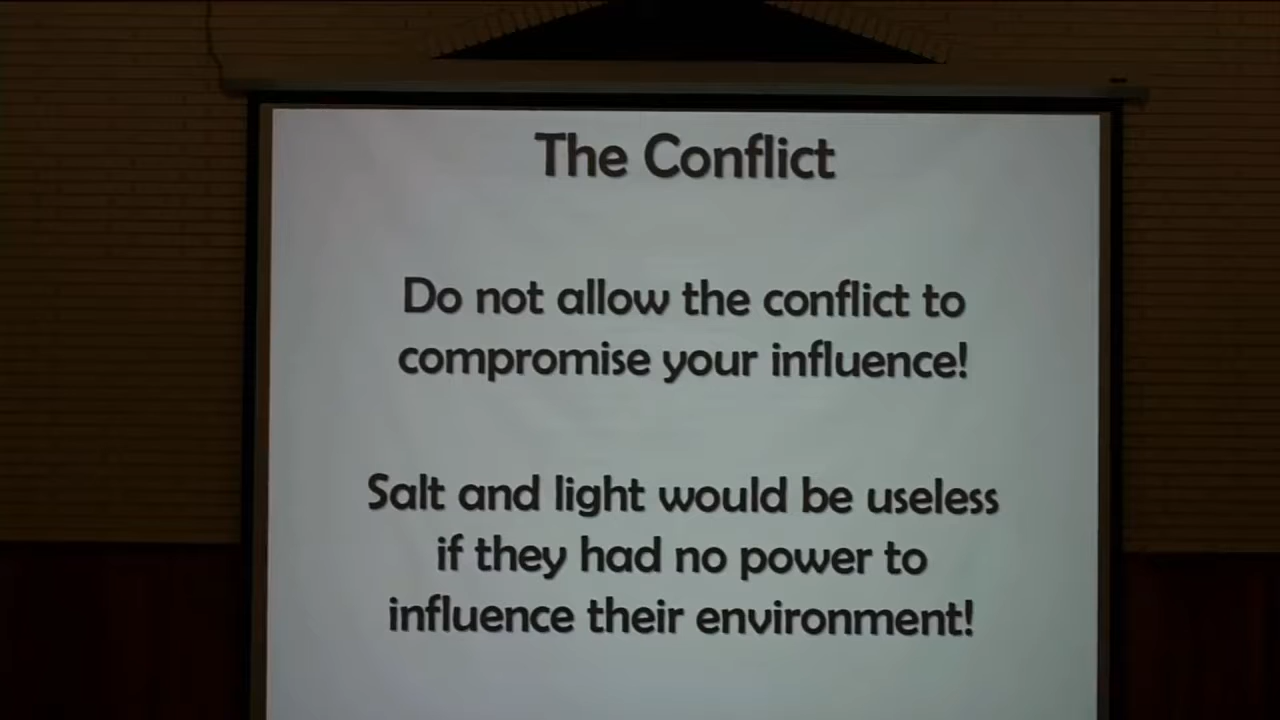 The Conflict
Do not allow the conflict to
compromise your influence!
Salt and light would be useless
if they had no power to
influence their environment!